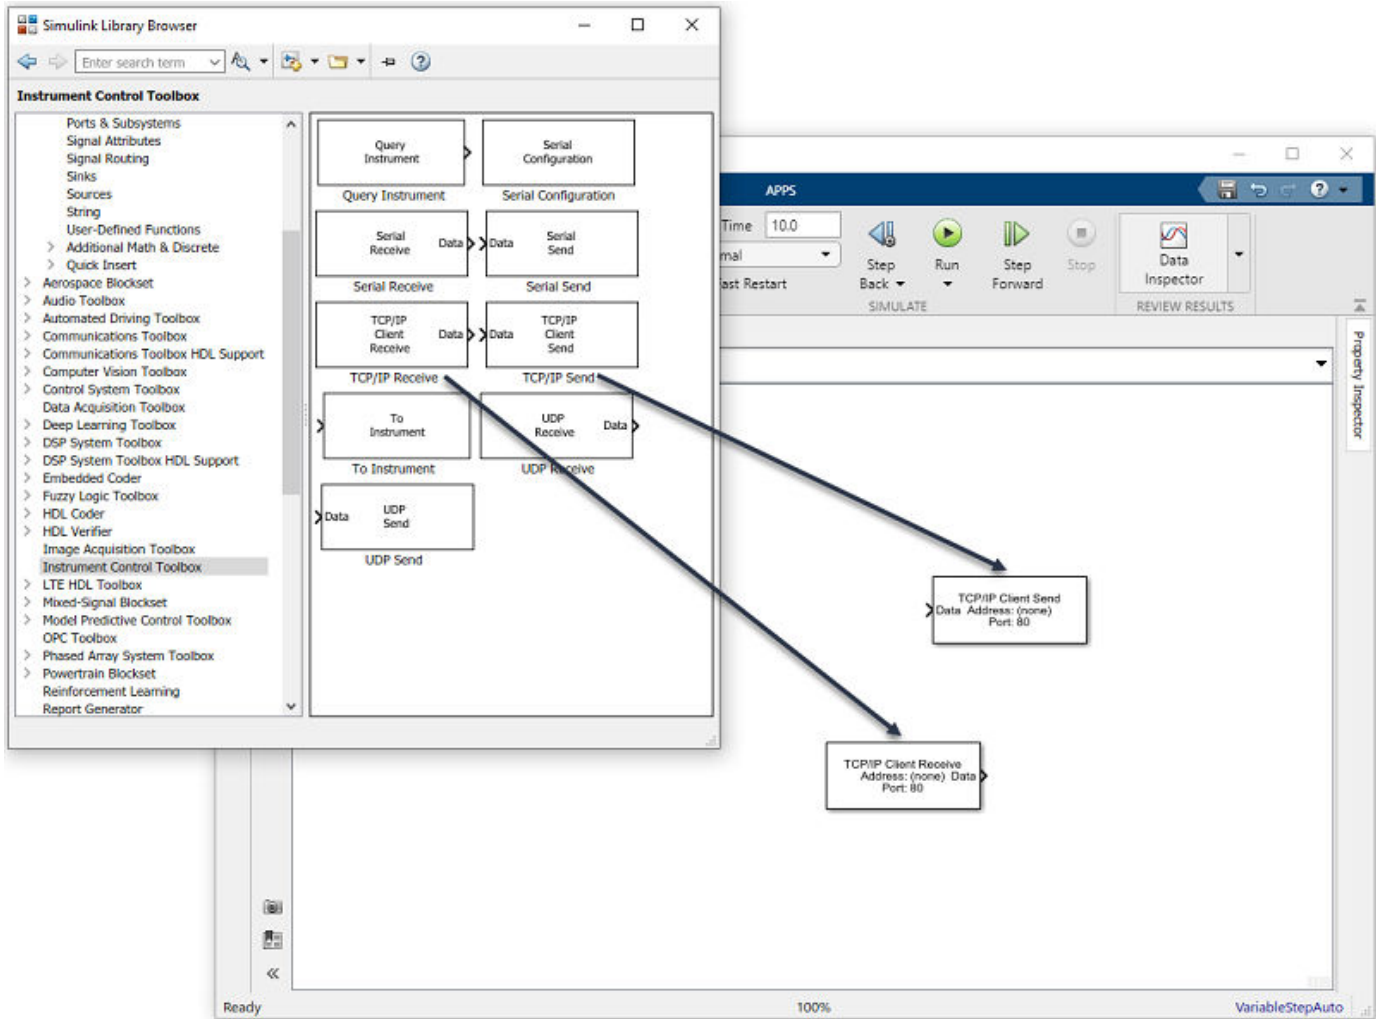 Simulink Library Browser
Enter search term
Instrument Control Toolbox
Ports & Subsystems
Signal Attributes
Signal Routing
Sinks
Sources
String
User-Defined Functions
Additional Math & Discrete
Quick Insert
Aerospace Blockset
Audio Toolbox
Automated Driving Toolbox
Communications Toolbox
Communications Toolbox HDL Support
Computer Vision Toolbox
Control System Toolbox
Data Acquisition Toolbox
Deep Learning Toolbox
DSP System Toolbox
DSP System Toolbox HDL Support
Embedded Coder
Fuzzy Logic Toolbox
HDL Coder
HDL Verifier
Image Acquisition Toolbox
Instrument Control Toolbox
LTE HDL Toolbox
Mixed-Signal Blockset
Model Predictive Control Toolbox
OPC Toolbox
Phased Array System Toolbox
Powertrain Blockset
Reinforcement Learning
Report Generator
Query
Instrument
Query Instrument
Serial
Configuration
Serial Configuration
Serial
Receive
Data
Serial Receive
Data
Serial
Send
Serial Send
TCP/IP
Client
Receive
Data
TCP/IP Receive
Data
TCP/IP
Client
Send
TCP/IP Send
To
Instrument
To Instrument
UDP
Receive
Data
UDP Receive
Data
UDP
Send
UDP Send
APPS
Time 10.0
mal
ast Restart
Step
Back
Run
Step
Forward
Stop
SIMULATE
Data
Inspector
REVIEW RESULTS
Property Inspector
TCP/IP Client Send
Data Address: (none)
Port: 80
TCP/IP Client Receive
Address: (none) Data
Port: 80
Ready
100%
VariableStepAuto